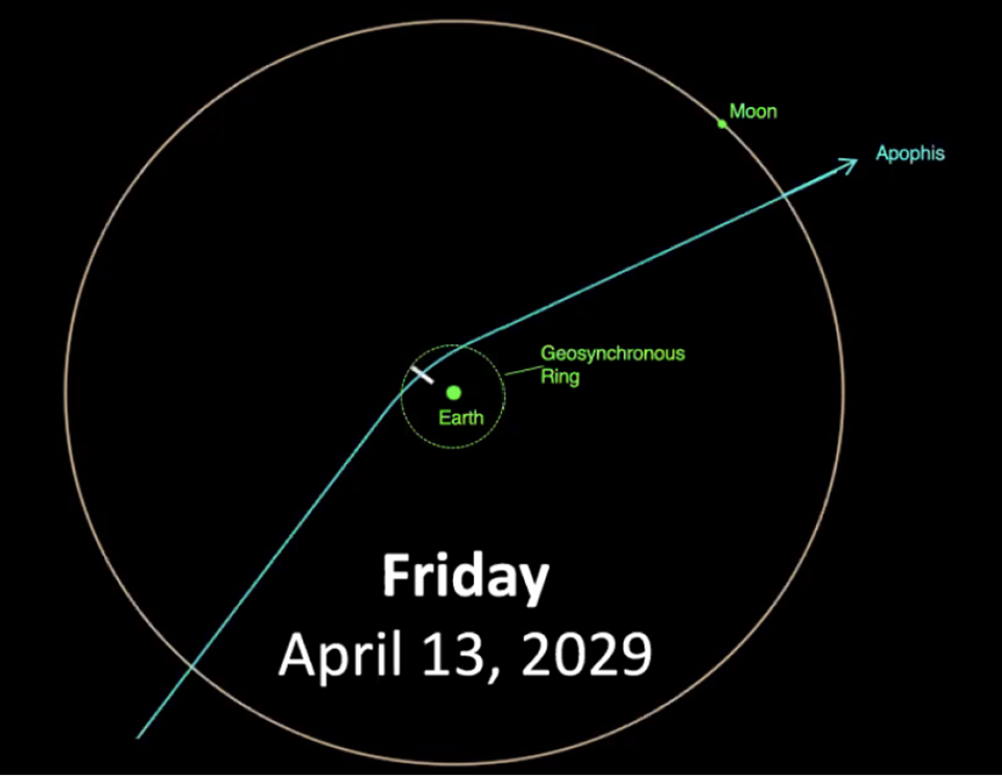 Moon
Apophis
Geosynchronous
Ring
Earth
Friday
April 13, 2029